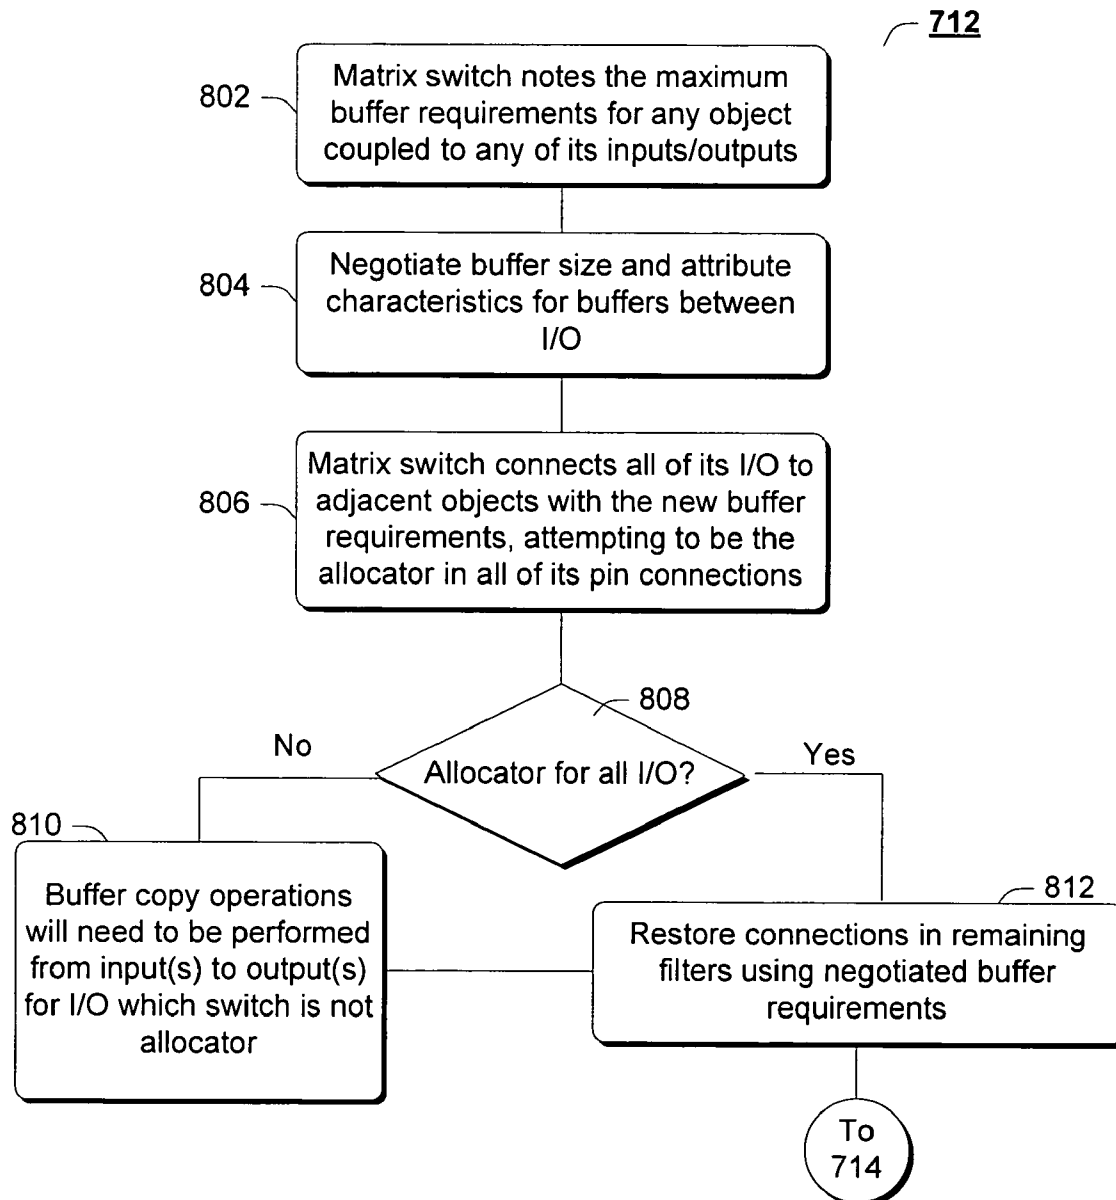 712
802
Matrix switch notes the maximum
buffer requirements for any object
coupled to any of its inputs/outputs
804
Negotiate buffer size and attribute
characteristics for buffers between
I/O
806
Matrix switch connects all of its I/O to
adjacent objects with the new buffer
requirements, attempting to be the
allocator in all of its pin connections
808
Allocator for all I/O?
No
Yes
810
Buffer copy operations
will need to be performed
from input(s) to output(s)
for I/O which switch is not
allocator
812
Restore connections in remaining
filters using negotiated buffer
requirements
To
714